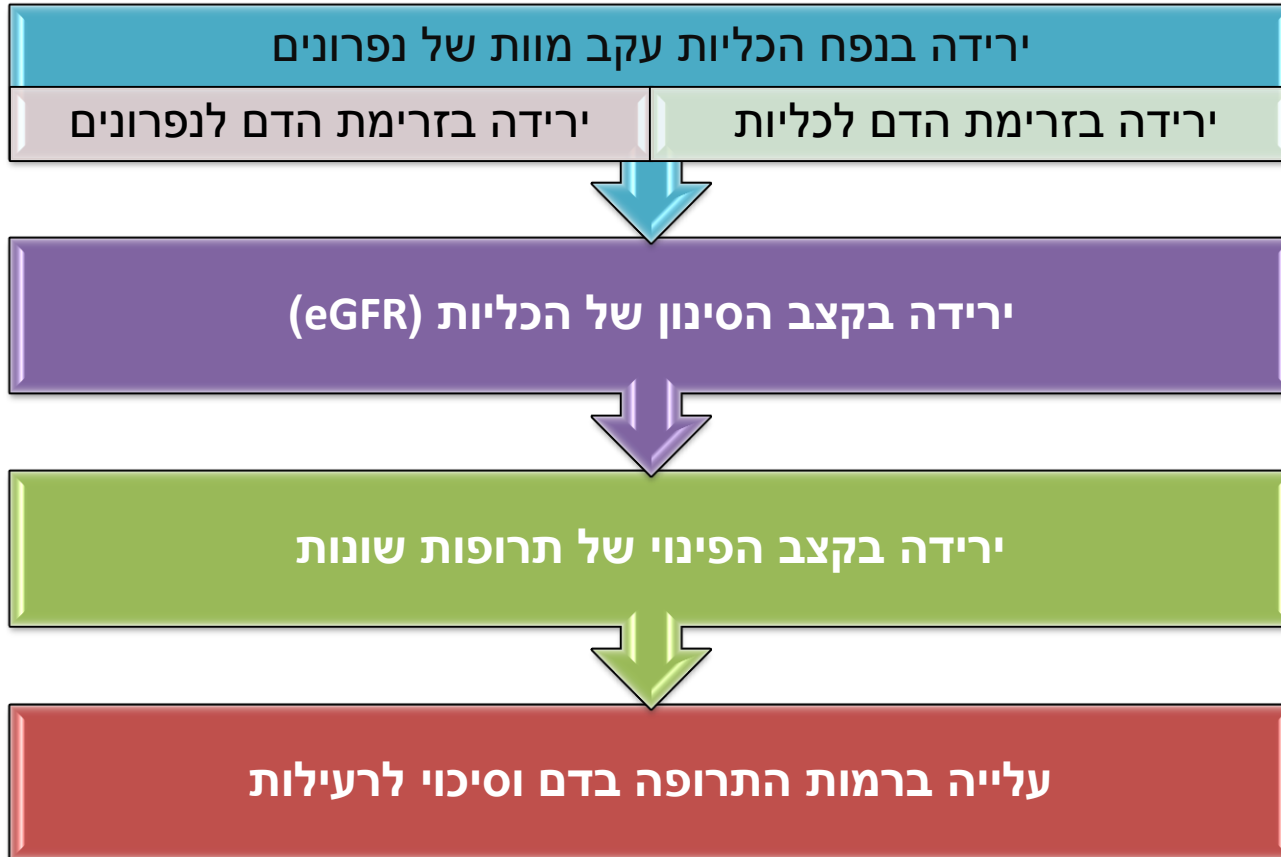 ירידה בנפח הכליות עקב מוות של נפרונים
ירידה בזרימת הדם לכליות
ירידה בזרימת הדם לנפרונים
ירידה בקצב הסינון של הכליות (eGFR)
ירידה בקצב הפינוי של תרופות שונות
עלייה ברמות התרופה בדם וסיכוי לרעילות